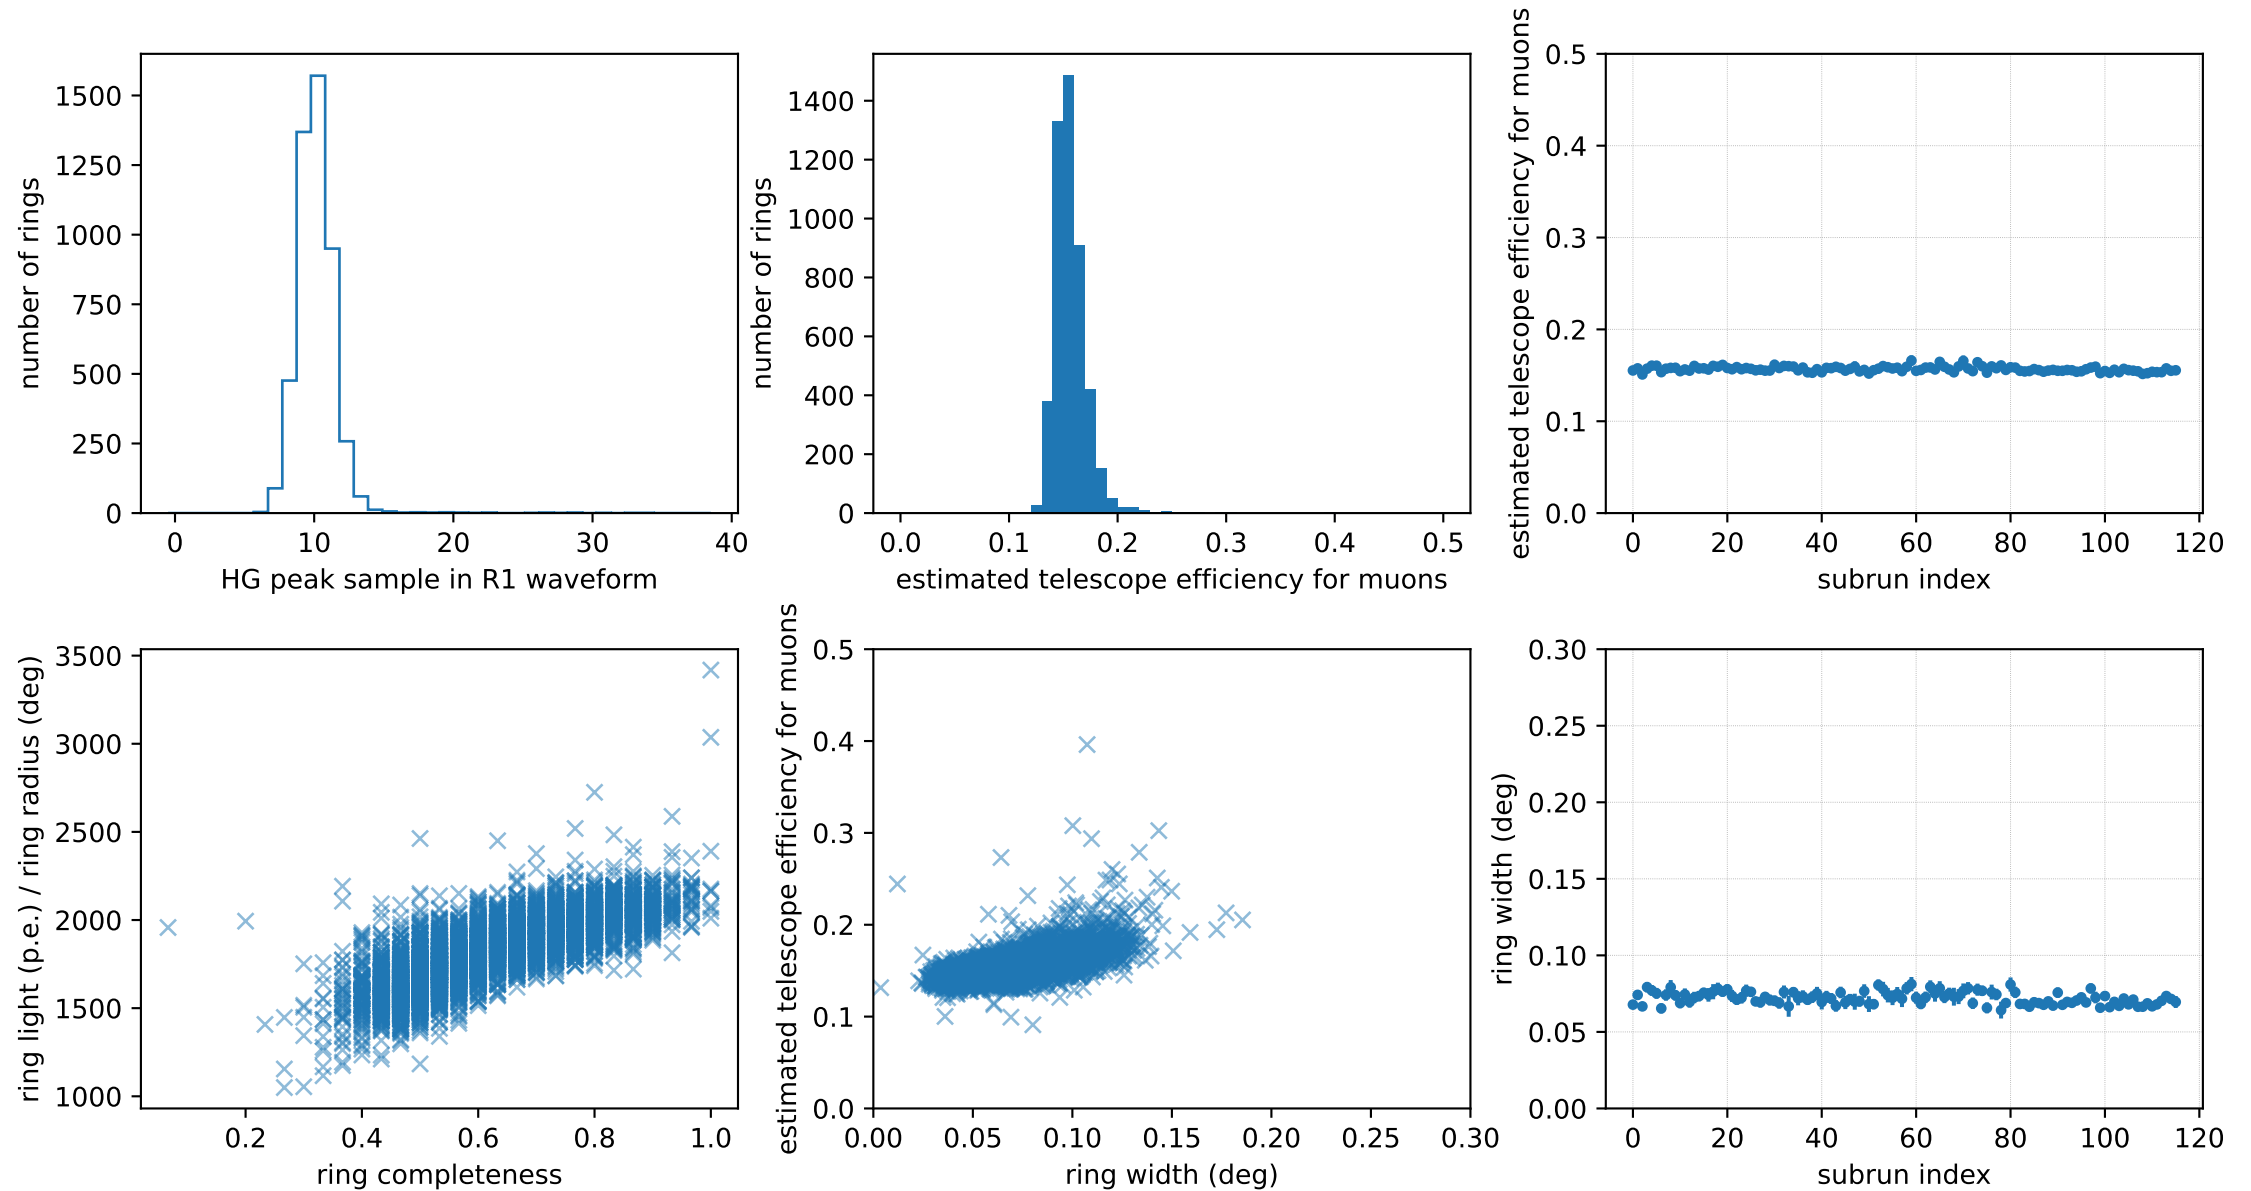 number of rings
1500
1250
1000
750
500
250
0
0 10 20 30 40
HG peak sample in R1 waveform
number of rings
1400
1200
1000
800
600
400
200
0
0.0 0.1 0.2 0.3 0.4 0.5
estimated telescope efficiency for muons
estimated telescope efficiency for muons
0.5
0.4
0.3
0.2
0.1
0.0
0 20 40 60 80 100 120
subrun index
ring light (p.e.) / ring radius (deg)
3500
3000
2500
2000
1500
1000
0.2 0.4 0.6 0.8 1.0
ring completeness
estimated telescope efficiency for muons
0.5
0.4
0.3
0.2
0.1
0.0
0.00 0.05 0.10 0.15 0.20 0.25 0.30
ring width (deg)
ring width (deg)
0.30
0.25
0.20
0.15
0.10
0.05
0.00
0 20 40 60 80 100 120
subrun index